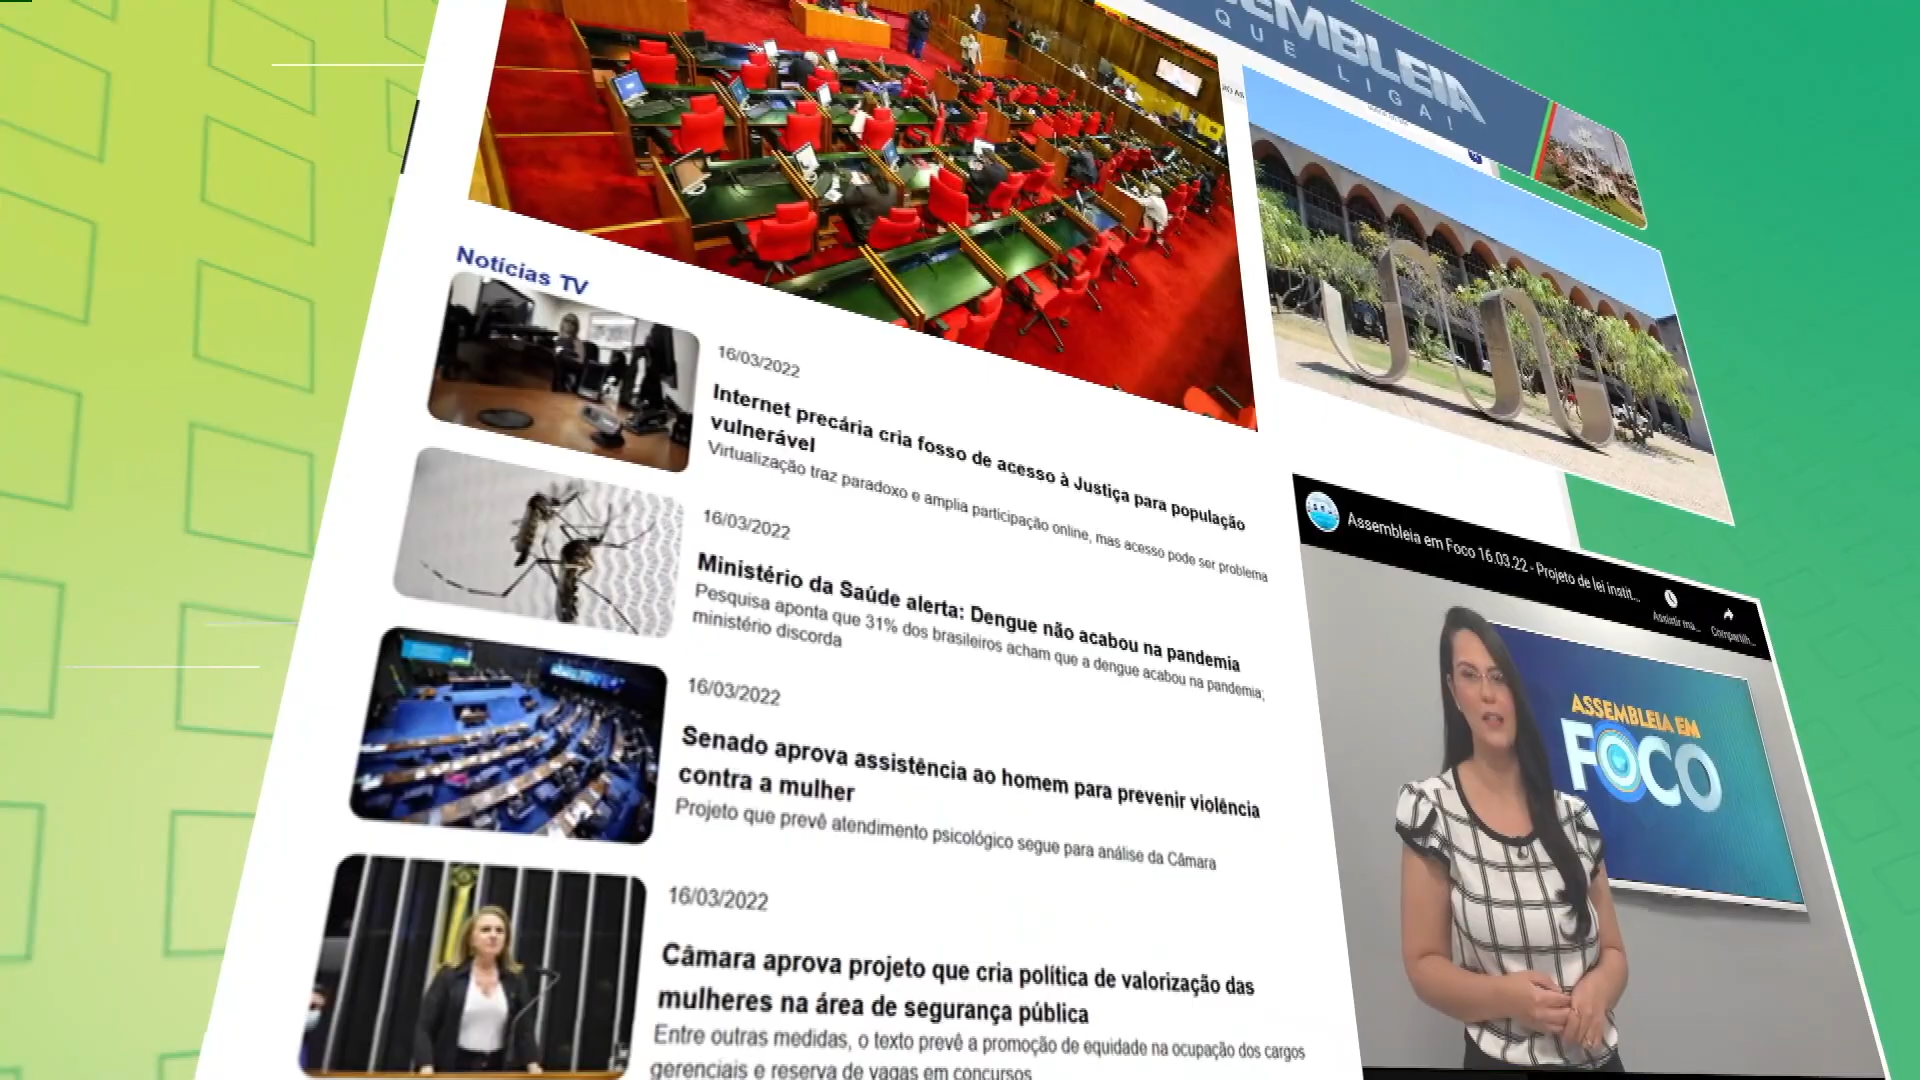 QUE LIGA!
Notícias TV
16/03/2022
Internet precária cria fosso de acesso à Justiça para população
vulnerável
Virtualização traz paradoxo e amplia participação online, mas acesso pode ser problema
16/03/2022
Ministério da Saúde alerta: Dengue não acabou na pandemia
Pesquisa aponta que 31% dos brasileiros acham que a dengue acabou na pandemia;
ministério discorda
16/03/2022
Senado aprova assistência ao homem para prevenir violência
contra a mulher
Projeto que prevê atendimento psicológico segue para análise da Câmara
16/03/2022
Câmara aprova projeto que cria política de valorização das
mulheres na área de segurança pública
Entre outras medidas, o texto prevê a promoção de equidade na ocupação dos cargos
gerenciais e reserva de vagas em concursos
Assembleia em Foco 16.03.22 - Projeto de lei instit...
Assistir ma...
Compartilh...
ASSEMBLEIA EM
FOCO